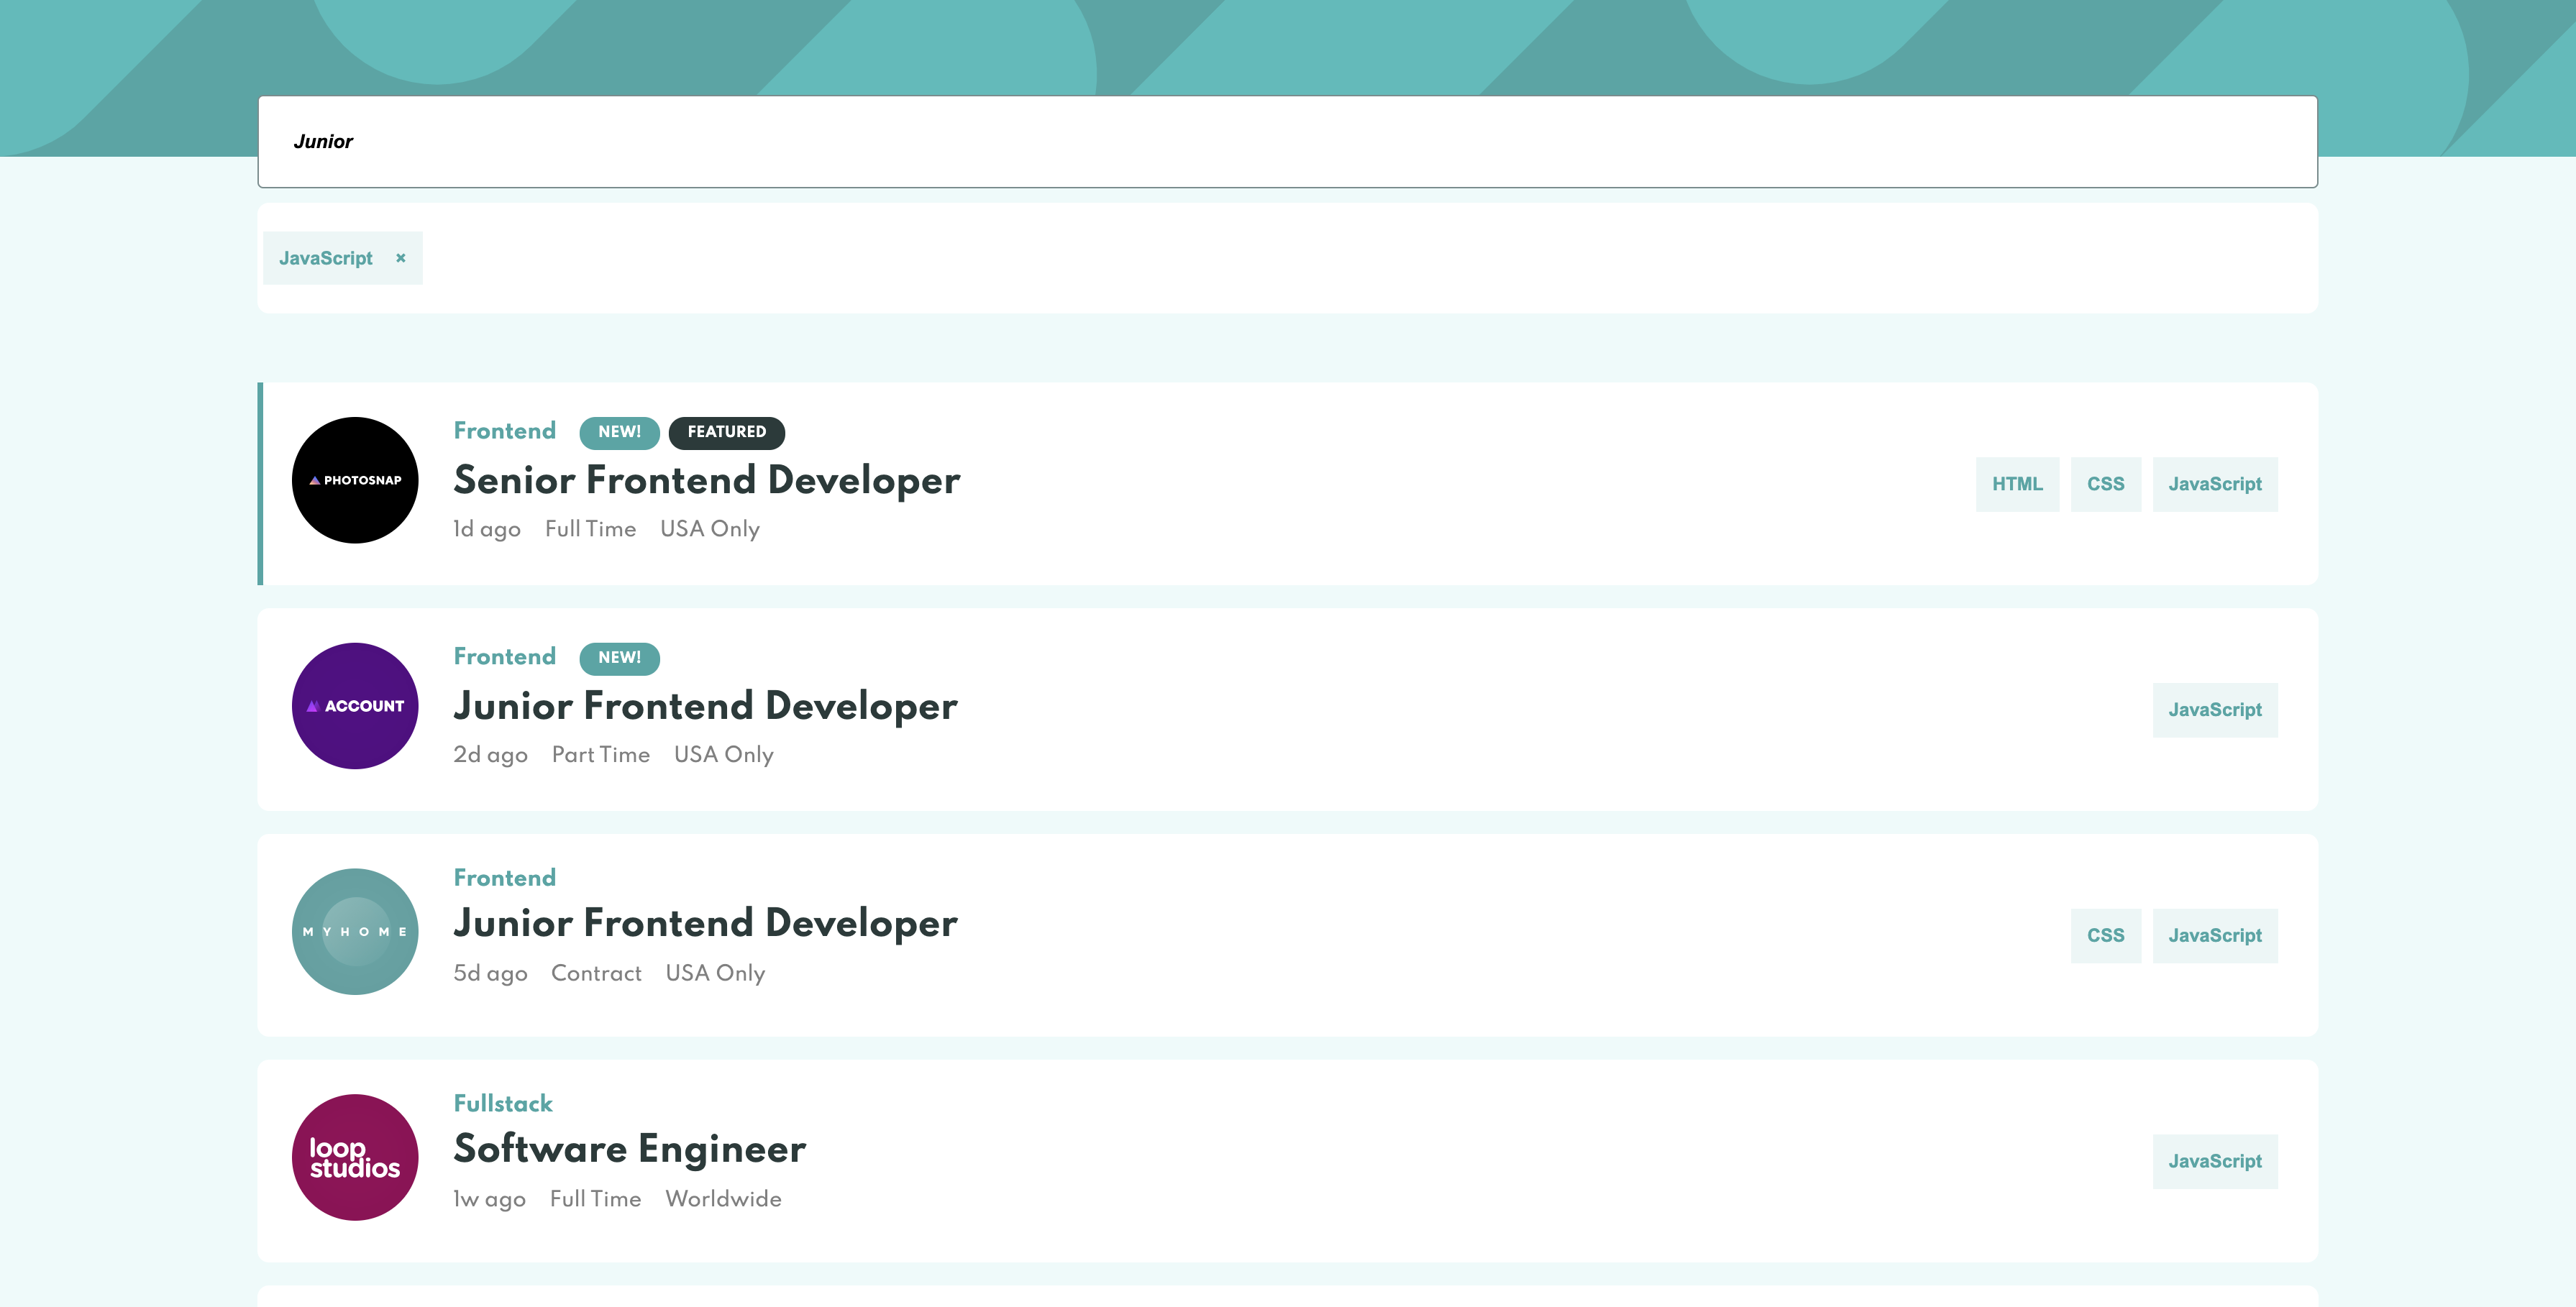 Junior
JavaScript ×
PHOTOSNAP
Frontend NEW! FEATURED
Senior Frontend Developer
1d ago Full Time USA Only
HTML CSS JavaScript
ACCOUNT
Frontend NEW!
Junior Frontend Developer
2d ago Part Time USA Only
JavaScript
MYHOME
Frontend
Junior Frontend Developer
5d ago Contract USA Only
CSS JavaScript
loop
studios
Fullstack
Software Engineer
1w ago Full Time Worldwide
JavaScript